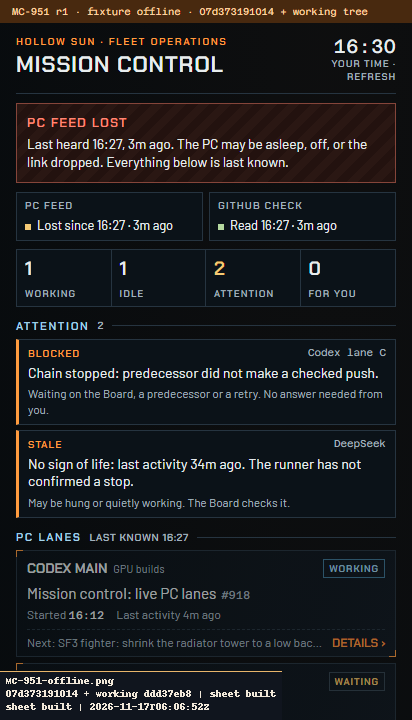 MC-951 r1 · fixture offline · 07d373191014 + working tree
HOLLOW SUN · FLEET OPERATIONS
MISSION CONTROL
16:30
YOUR TIME ·
REFRESH
PC FEED LOST
Last heard 16:27, 3m ago. The PC may be asleep, off, or the
link dropped. Everything below is last known.
PC FEED
Lost since 16:27 · 3m ago
GITHUB CHECK
Read 16:27 · 3m ago
1
WORKING
1
IDLE
2
ATTENTION
0
FOR YOU
ATTENTION 2
BLOCKED
Codex lane C
Chain stopped: predecessor did not make a checked push.
Waiting on the Board, a predecessor or a retry. No answer needed from
you.
STALE
DeepSeek
No sign of life: last activity 34m ago. The runner has not
confirmed a stop.
May be hung or quietly working. The Board checks it.
PC LANES LAST KNOWN 16:27
CODEX MAIN GPU builds
WORKING
Mission control: live PC lanes #918
Started 16:12 Last activity 4m ago
Next: SF3 fighter: shrink the radiator tower to a low bac...
DETAILS ›
WAITING
MC-951-offline.png
07d373191014 + working ddd37eb8 | sheet built
sheet built | 2026-11-17T06:06:52Z